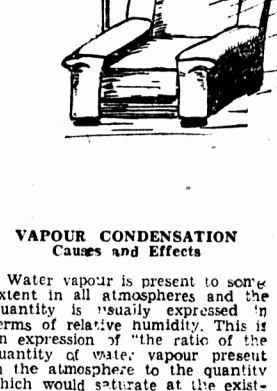 VAPOUR CONDENSATION
Causes and Effects
Water vapour is present to some
extent in all atmospheres and the
quantity is usually expressed in
terms of relative humidity. This is
an expression of "the ratio of the
quantity of water vapour present
in the atmosphere to the quantity
which would saturate at the exist-